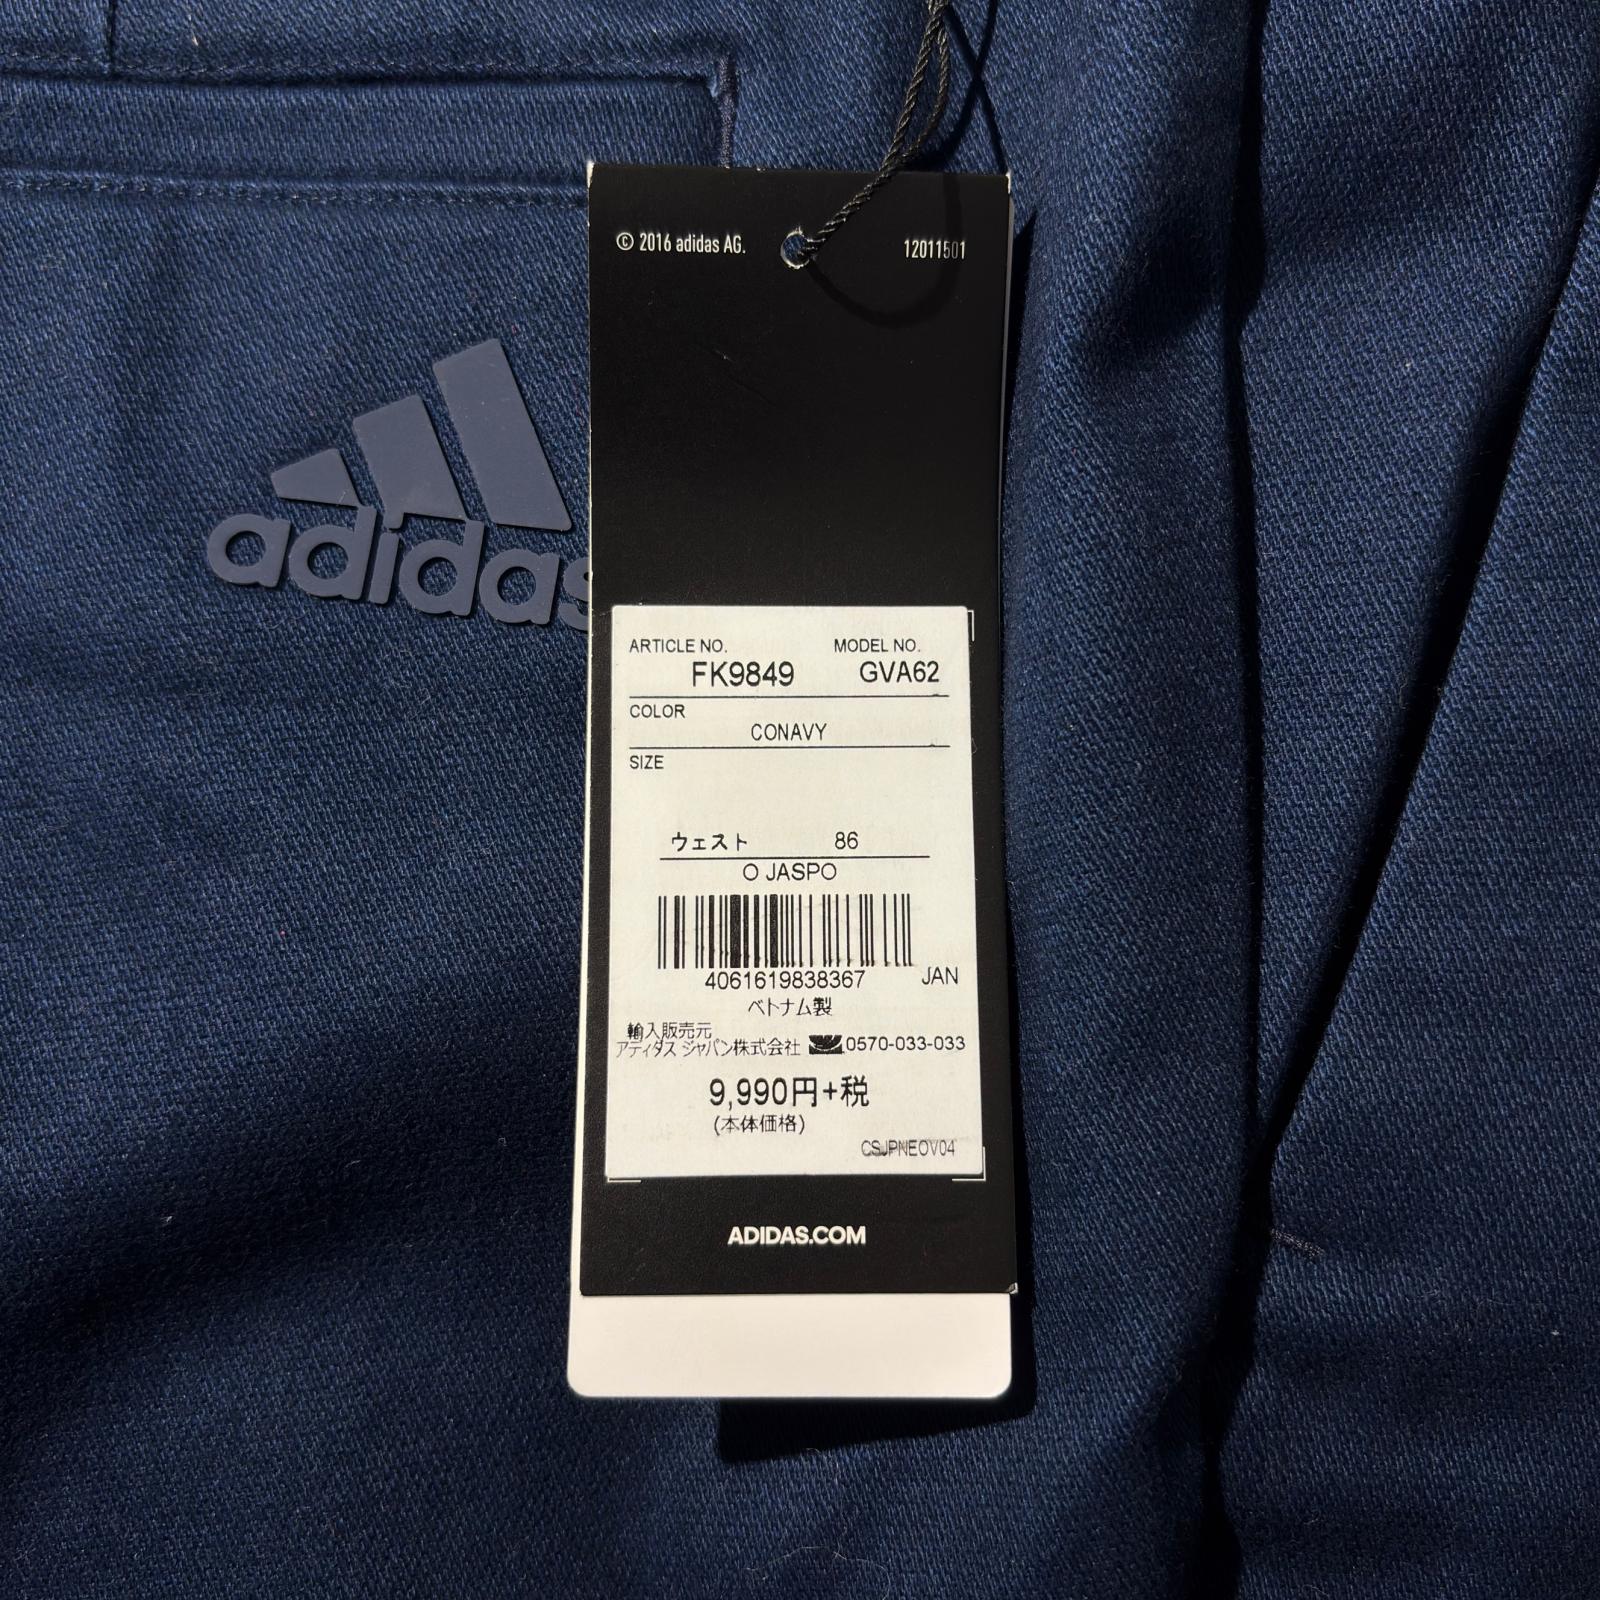 © 2016 adidas AG. 12011501
adidas
ARTICLE NO. MODEL NO.
FK9849 GVA62
COLOR
CONAVY
SIZE
ウェスト 86
O JASPO
4061619838367 JAN
ベトナム製
輸入販売元
アディダス ジャパン株式会社 0570-033-033
9,990円+税
(本体価格)
CSJPNEOV04
ADIDAS.COM